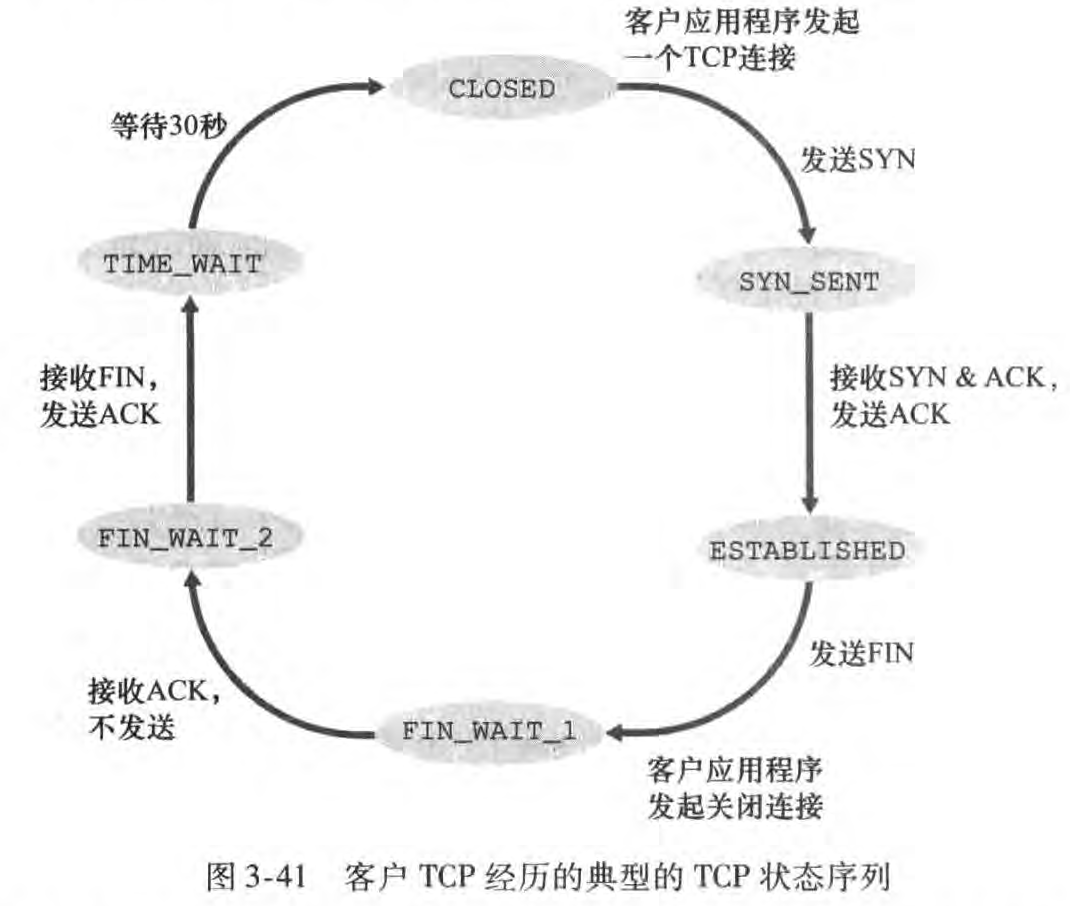 客户应用程序发起
一个TCP连接
CLOSED
等待30秒
发送SYN
TIME_WAIT
SYN_SENT
接收FIN，
发送ACK
接收SYN & ACK，
发送ACK
FIN_WAIT_2
ESTABLISHED
发送FIN
接收ACK，
不发送
FIN_WAIT_1
客户应用程序
发起关闭连接
图 3-41 客户 TCP 经历的典型的 TCP 状态序列